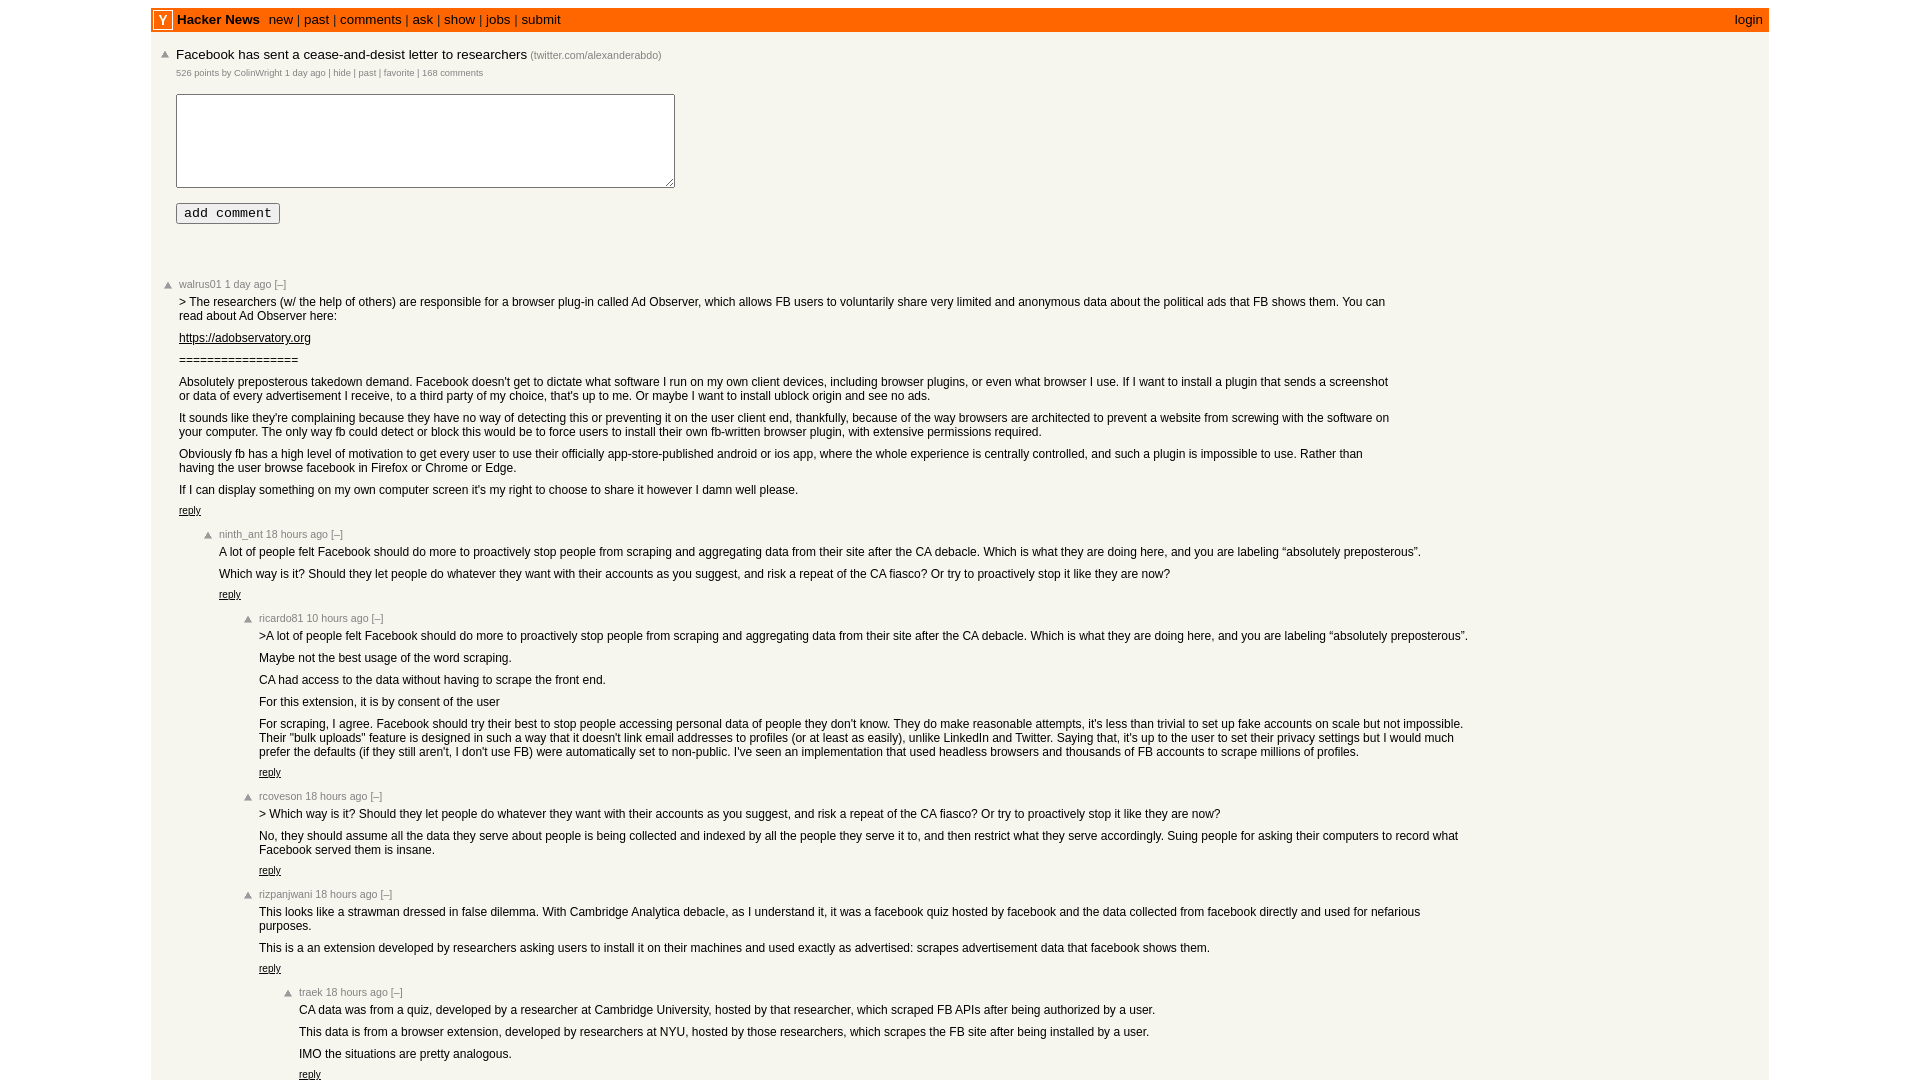 Y Hacker News new | past | comments | ask | show | jobs | submit login
Facebook has sent a cease-and-desist letter to researchers (twitter.com/alexanderabdo)
526 points by ColinWright 1 day ago | hide | past | favorite | 168 comments
add comment
walrus01 1 day ago [–]
> The researchers (w/ the help of others) are responsible for a browser plug-in called Ad Observer, which allows FB users to voluntarily share very limited and anonymous data about the political ads that FB shows them. You can
read about Ad Observer here:
https://adobservatory.org
=================
Absolutely preposterous takedown demand. Facebook doesn't get to dictate what software I run on my own client devices, including browser plugins, or even what browser I use. If I want to install a plugin that sends a screenshot
or data of every advertisement I receive, to a third party of my choice, that's up to me. Or maybe I want to install ublock origin and see no ads.
It sounds like they're complaining because they have no way of detecting this or preventing it on the user client end, thankfully, because of the way browsers are architected to prevent a website from screwing with the software on
your computer. The only way fb could detect or block this would be to force users to install their own fb-written browser plugin, with extensive permissions required.
Obviously fb has a high level of motivation to get every user to use their officially app-store-published android or ios app, where the whole experience is centrally controlled, and such a plugin is impossible to use. Rather than
having the user browse facebook in Firefox or Chrome or Edge.
If I can display something on my own computer screen it's my right to choose to share it however I damn well please.
reply
ninth_ant 18 hours ago [–]
A lot of people felt Facebook should do more to proactively stop people from scraping and aggregating data from their site after the CA debacle. Which is what they are doing here, and you are labeling “absolutely preposterous”.
Which way is it? Should they let people do whatever they want with their accounts as you suggest, and risk a repeat of the CA fiasco? Or try to proactively stop it like they are now?
reply
ricardo81 10 hours ago [–]
>A lot of people felt Facebook should do more to proactively stop people from scraping and aggregating data from their site after the CA debacle. Which is what they are doing here, and you are labeling “absolutely preposterous”.
Maybe not the best usage of the word scraping.
CA had access to the data without having to scrape the front end.
For this extension, it is by consent of the user
For scraping, I agree. Facebook should try their best to stop people accessing personal data of people they don't know. They do make reasonable attempts, it's less than trivial to set up fake accounts on scale but not impossible.
Their "bulk uploads" feature is designed in such a way that it doesn't link email addresses to profiles (or at least as easily), unlike LinkedIn and Twitter. Saying that, it's up to the user to set their privacy settings but I would much
prefer the defaults (if they still aren't, I don't use FB) were automatically set to non-public. I've seen an implementation that used headless browsers and thousands of FB accounts to scrape millions of profiles.
reply
rcoveson 18 hours ago [–]
> Which way is it? Should they let people do whatever they want with their accounts as you suggest, and risk a repeat of the CA fiasco? Or try to proactively stop it like they are now?
No, they should assume all the data they serve about people is being collected and indexed by all the people they serve it to, and then restrict what they serve accordingly. Suing people for asking their computers to record what
Facebook served them is insane.
reply
rizpanjwani 18 hours ago [–]
This looks like a strawman dressed in false dilemma. With Cambridge Analytica debacle, as I understand it, it was a facebook quiz hosted by facebook and the data collected from facebook directly and used for nefarious
purposes.
This is a an extension developed by researchers asking users to install it on their machines and used exactly as advertised: scrapes advertisement data that facebook shows them.
reply
traek 18 hours ago [–]
CA data was from a quiz, developed by a researcher at Cambridge University, hosted by that researcher, which scraped FB APIs after being authorized by a user.
This data is from a browser extension, developed by researchers at NYU, hosted by those researchers, which scrapes the FB site after being installed by a user.
IMO the situations are pretty analogous.
reply